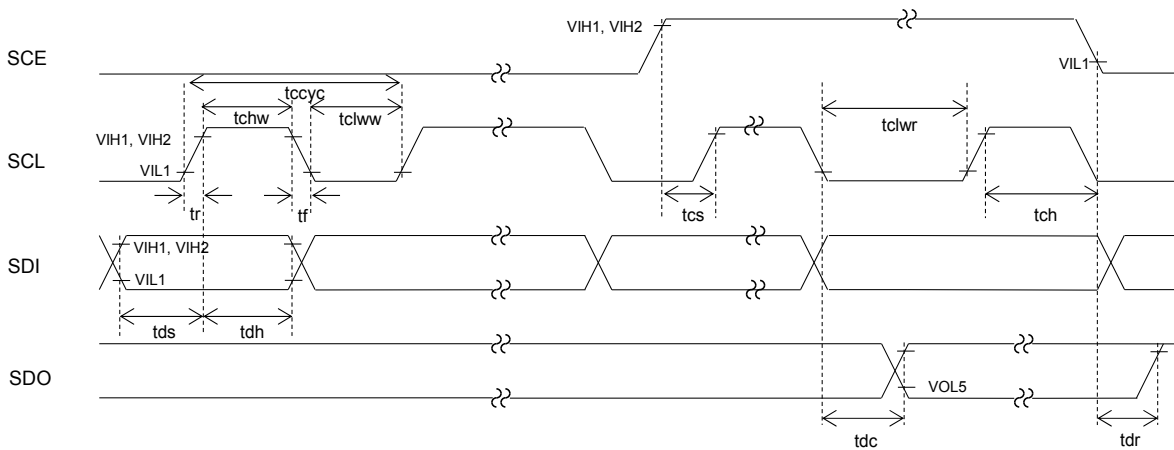 VIH1, VIH2
SCE
VIL1
tccyc
tchw
tclww
tclwr
VIH1, VIH2
SCL
VIL1
tr
tf
tcs
tch
VIH1, VIH2
SDI
VIL1
tds
tdh
SDO
VOL5
tdc
tdr